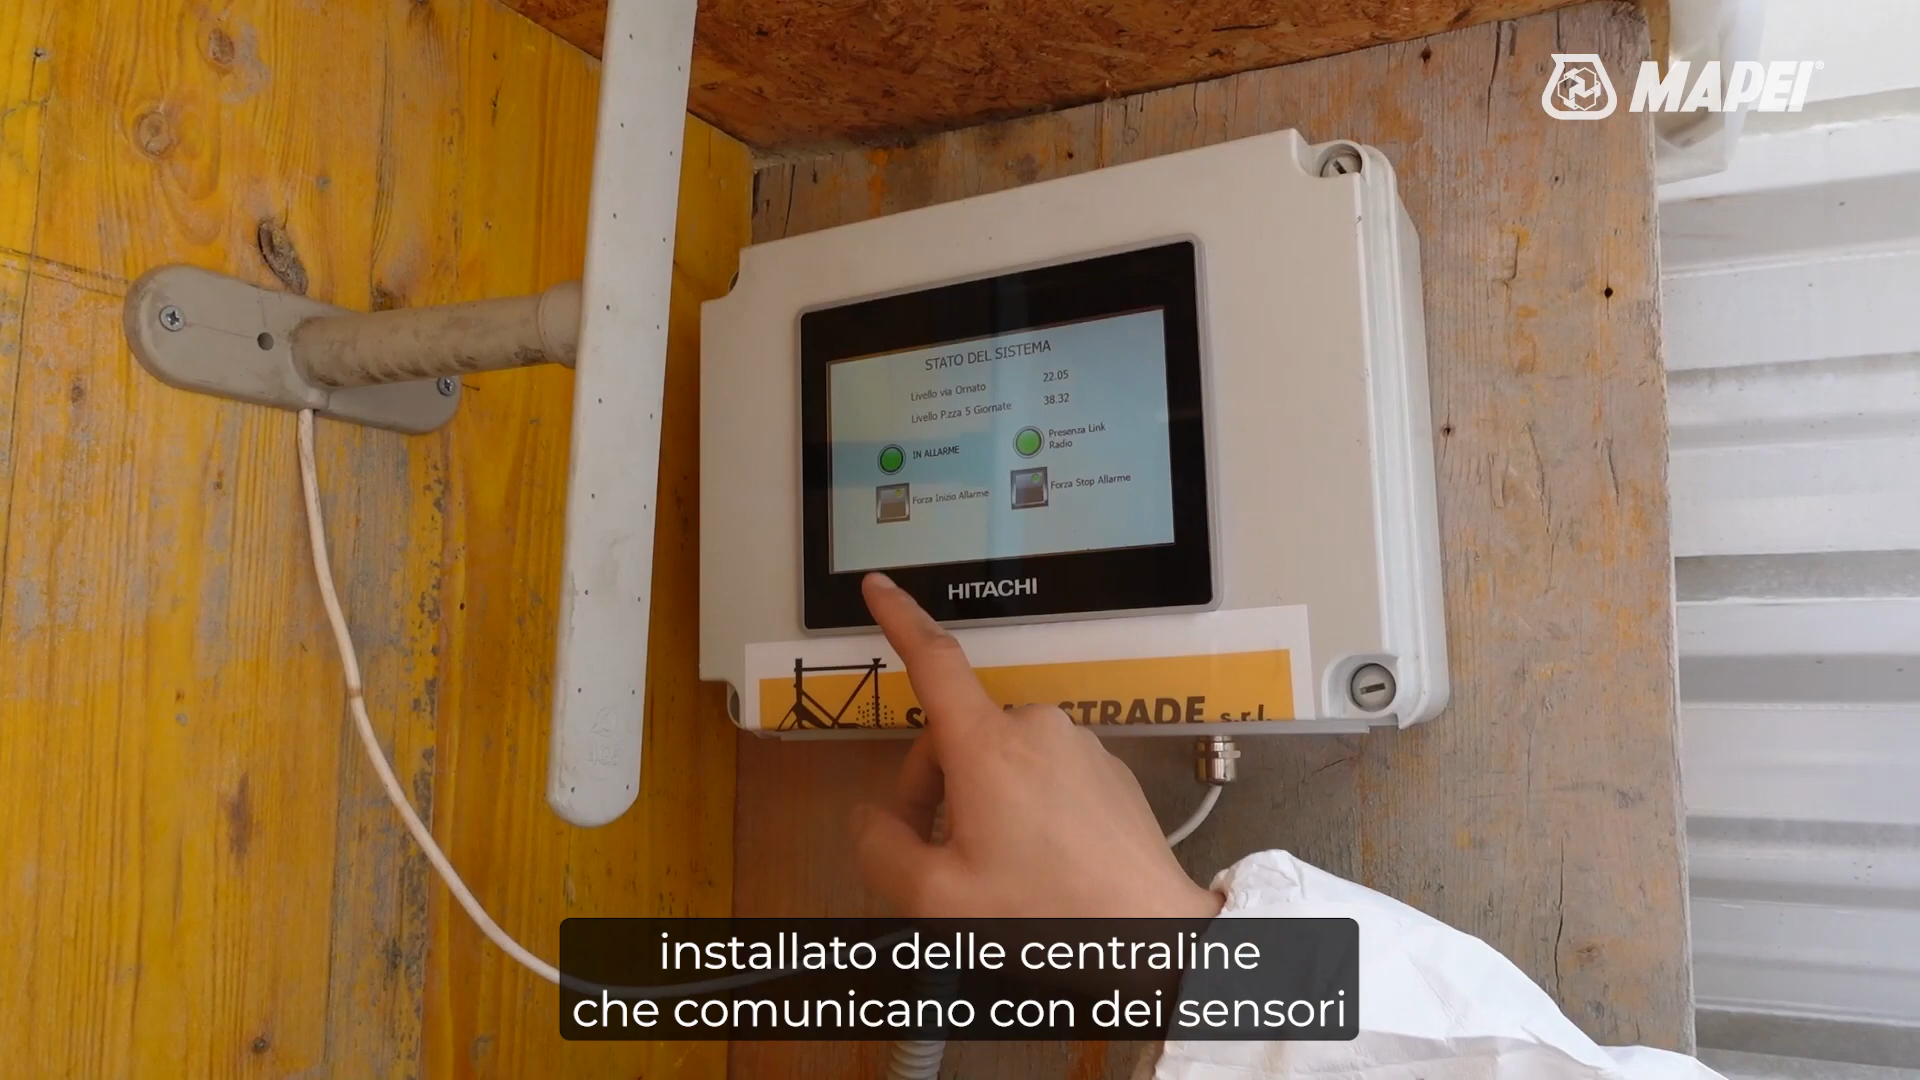 MAPEI
STATO DEL SISTEMA
Livello via Ornato 22.05
Livello P.zza 5 Giornate 38.32
IN ALLARME
Presenza Link
Radio
Forza Inizio Allarme
Forza Stop Allarme
HITACHI
STRADE s.r.l.
installato delle centraline
che comunicano con dei sensori